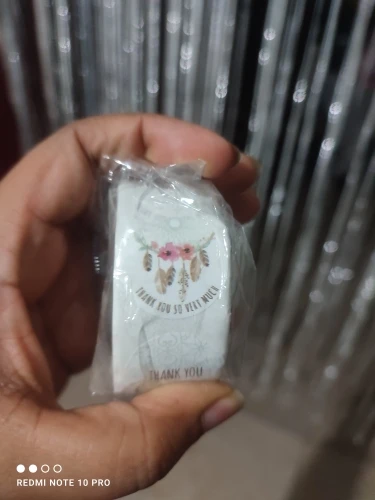 THANK YOU SO VERY MUCH
THANK YOU
REDMI NOTE 10 PRO